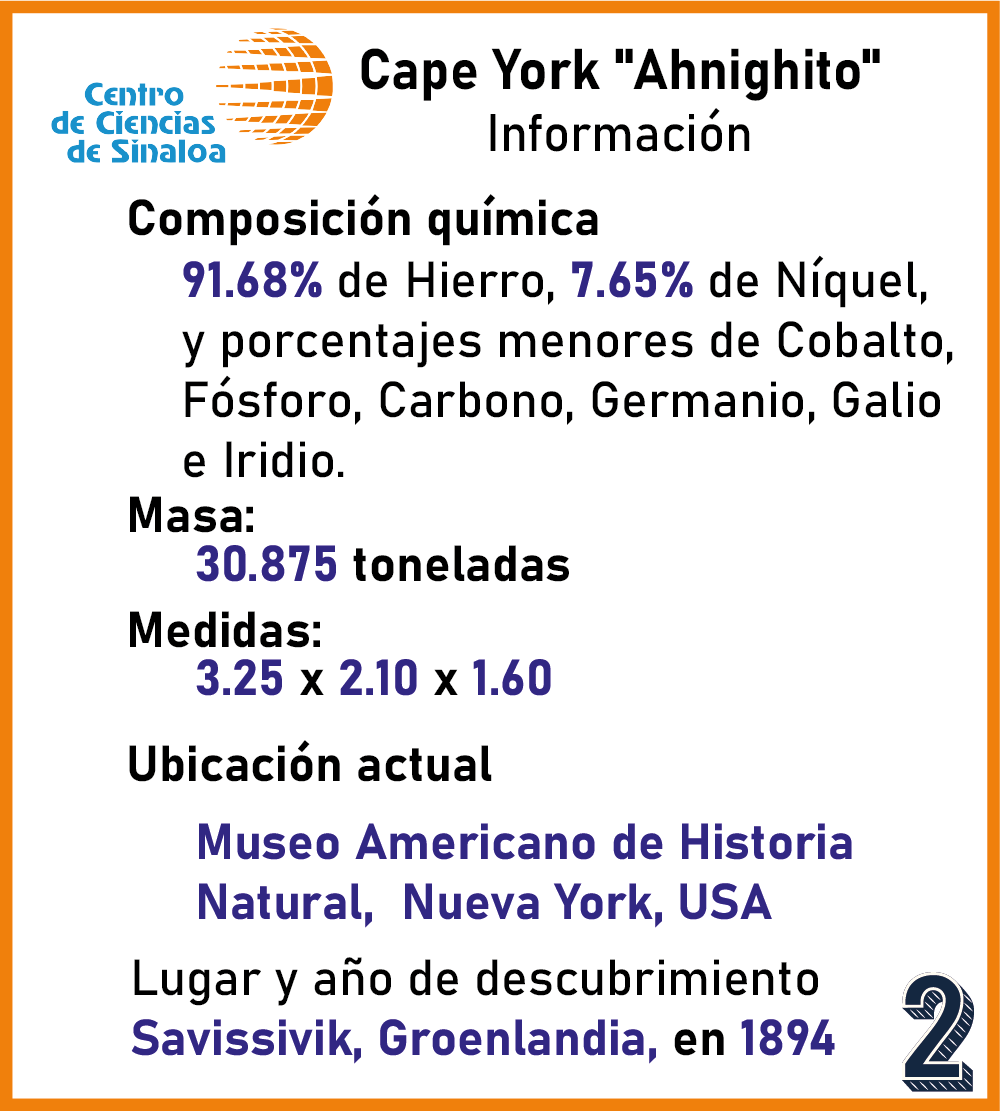 Centro
de Ciencias
de Sinaloa
Cape York "Ahnighito"
Información
Composición química
91.68% de Hierro, 7.65% de Níquel,
y porcentajes menores de Cobalto,
Fósforo, Carbono, Germanio, Galio
e Iridio.
Masa:
30.875 toneladas
Medidas:
3.25 x 2.10 x 1.60
Ubicación actual
Museo Americano de Historia
Natural,  Nueva York, USA
Lugar y año de descubrimiento
Savissivik, Groenlandia, en 1894
2